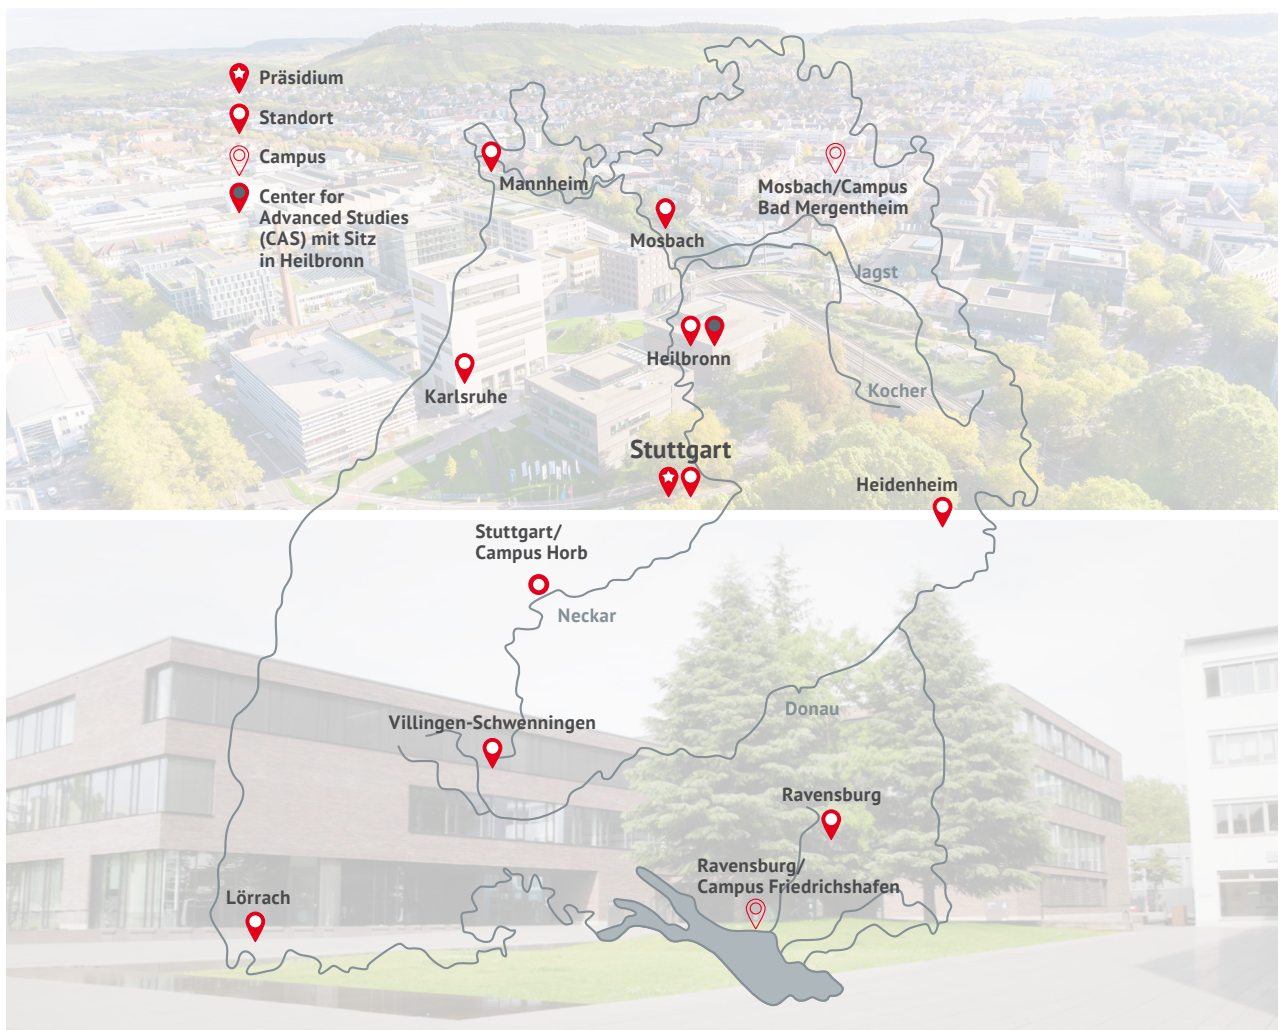 Präsidium
Standort
Campus
Center for
Advanced Studies
(CAS) mit Sitz
in Heilbronn
Mannheim
Mosbach/Campus
Bad Mergentheim
Mosbach
Jagst
Heilbronn
Karlsruhe
Kocher
Stuttgart
Heidenheim
Stuttgart/
Campus Horb
Neckar
Donau
Villingen-Schwenningen
Ravensburg
Ravensburg/
Campus Friedrichshafen
Lörrach